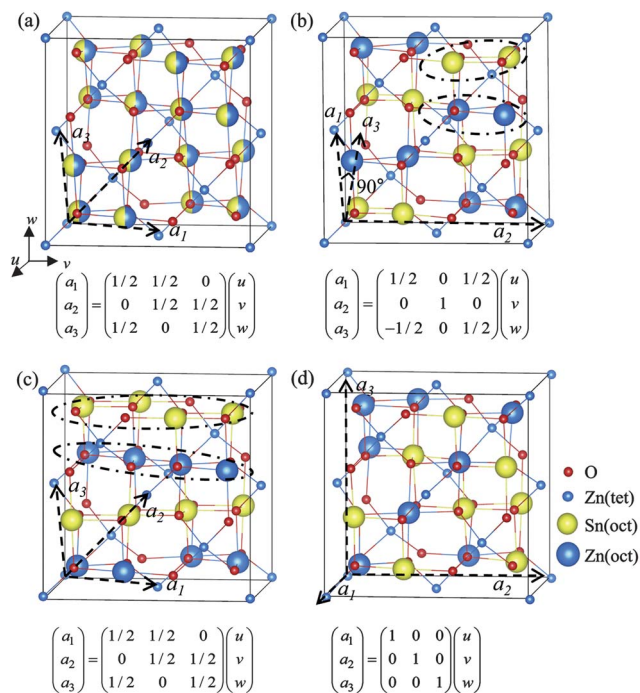 (a)
a₃
a₂
a₁
w
u
v
(a₁ a₂ a₃) = (1/2 1/2 0; 0 1/2 1/2; 1/2 0 1/2) (u v w)
(b)
a₁
a₃
90°
a₂
(a₁ a₂ a₃) = (1/2 0 1/2; 0 1 0; −1/2 0 1/2) (u v w)
(c)
a₃
a₂
a₁
(a₁ a₂ a₃) = (1/2 1/2 0; 0 1/2 1/2; 1/2 0 1/2) (u v w)
(d)
a₃
a₂
a₁
(a₁ a₂ a₃) = (1 0 0; 0 1 0; 0 0 1) (u v w)
O
Zn(tet)
Sn(oct)
Zn(oct)